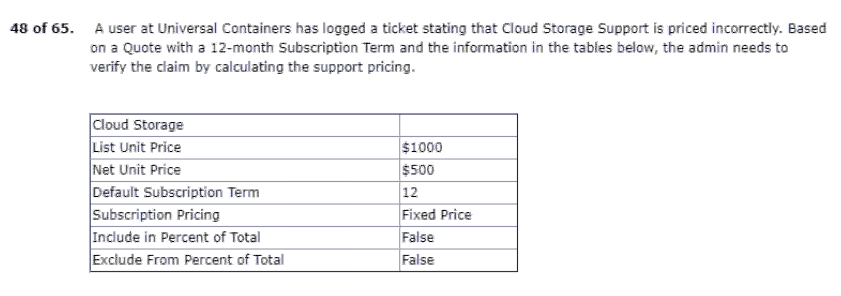 48 of 65. A user at Universal Containers has logged a ticket stating that Cloud Storage Support is priced incorrectly. Based
on a Quote with a 12-month Subscription Term and the information in the tables below, the admin needs to
verify the claim by calculating the support pricing.
Cloud Storage
List Unit Price $1000
Net Unit Price $500
Default Subscription Term 12
Subscription Pricing Fixed Price
Include in Percent of Total False
Exclude From Percent of Total False